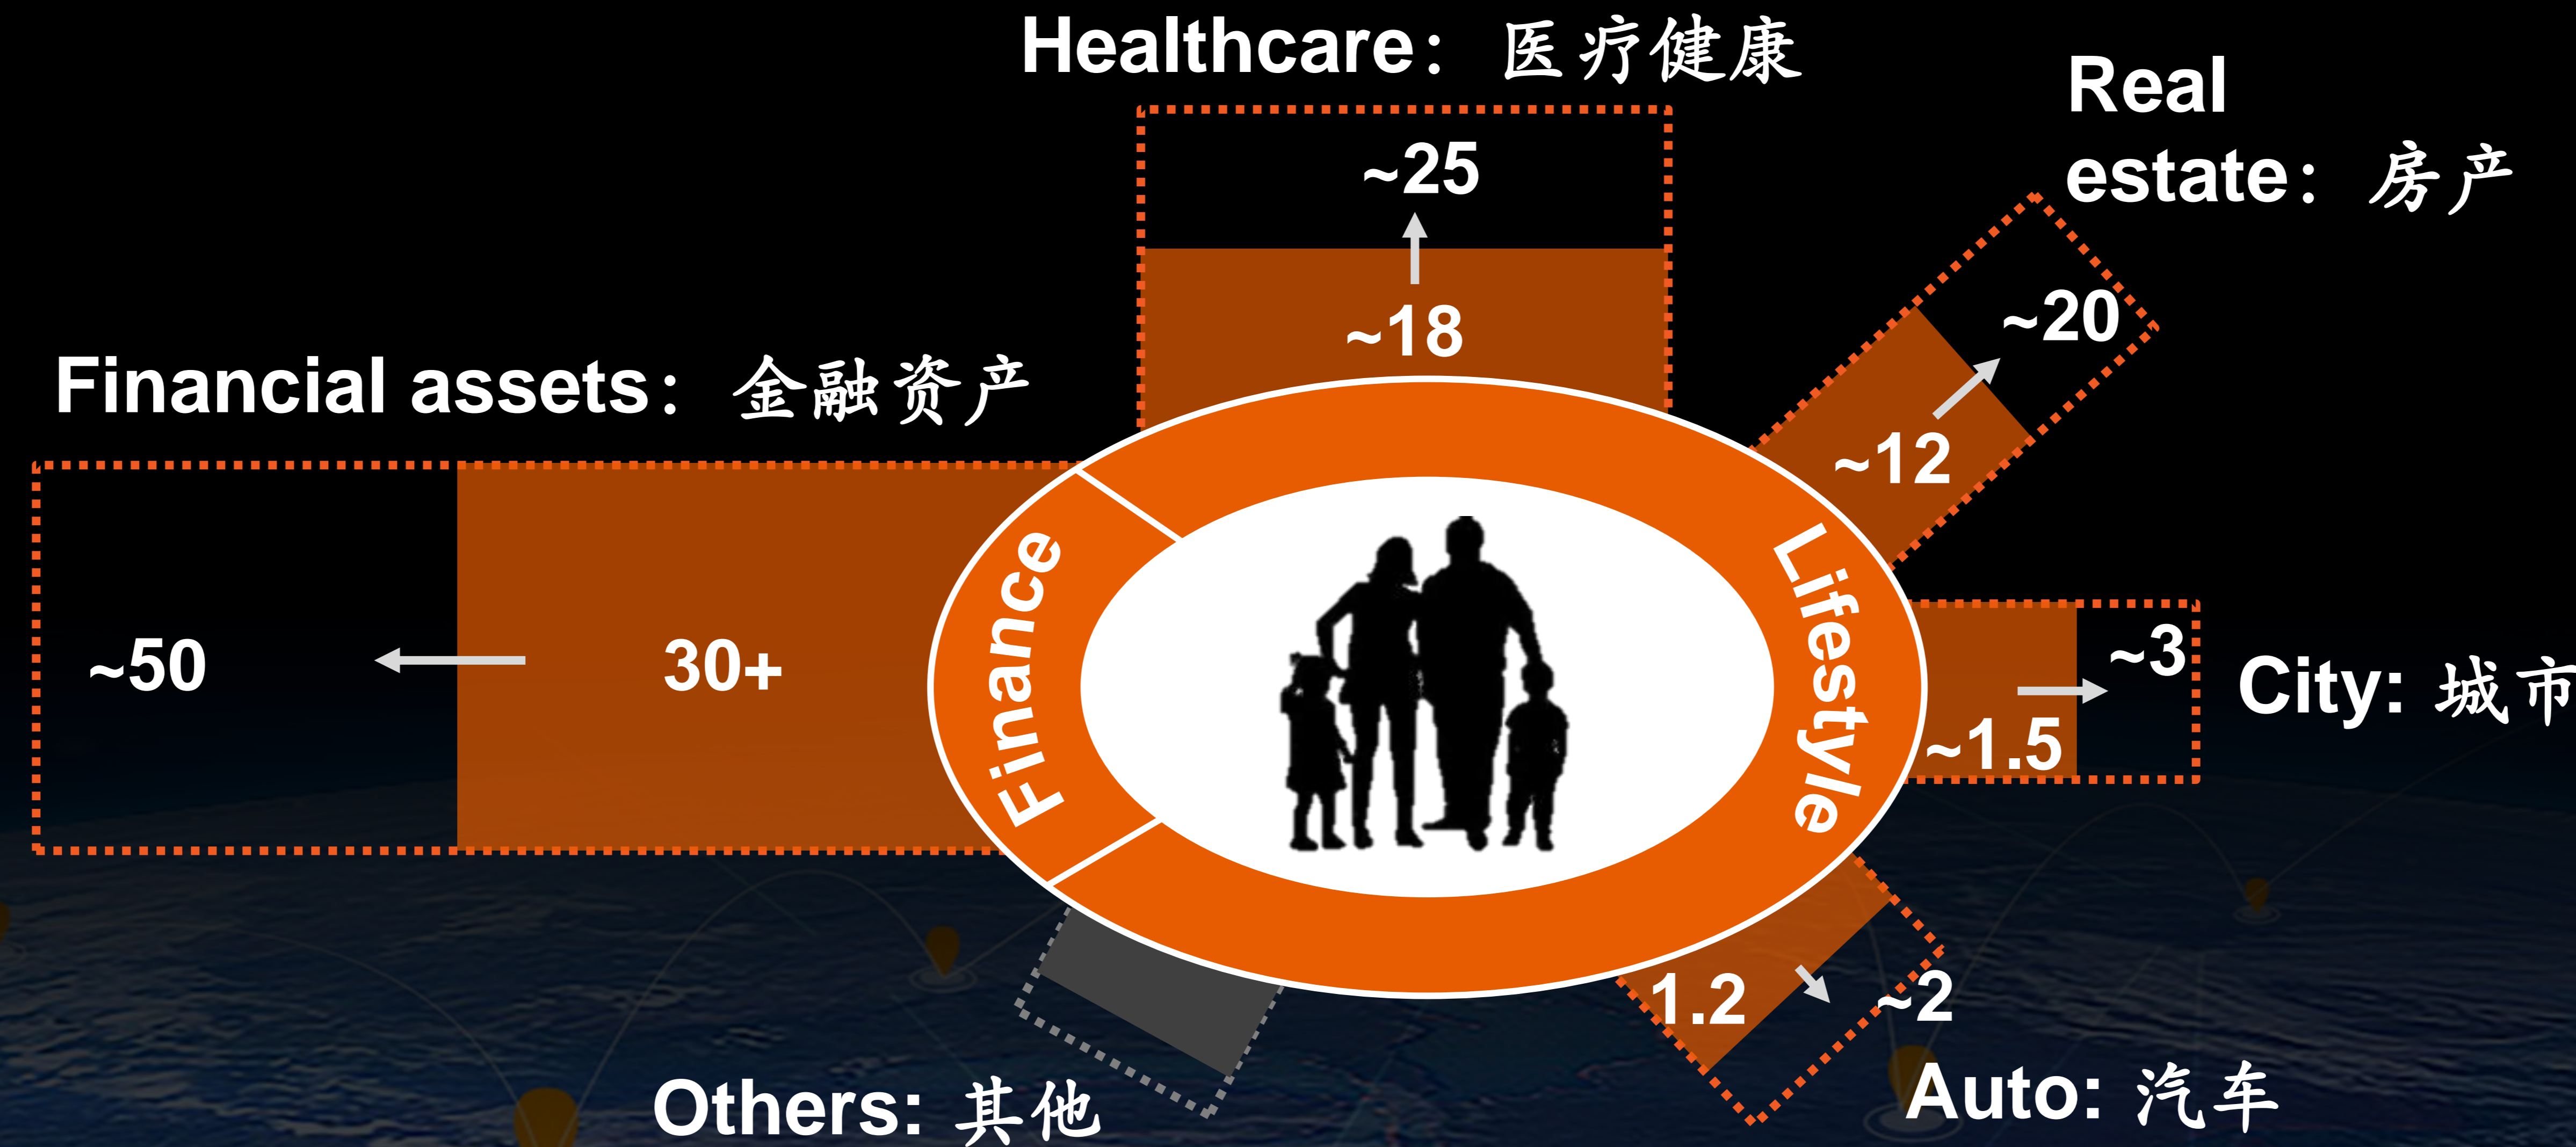 Healthcare：医疗健康
Real
estate：房产
~25
~18
~20
~12
Financial assets：金融资产
~50
30+
Finance
Lifestyle
~3
~1.5
City: 城市
1.2
~2
Auto: 汽车
Others: 其他